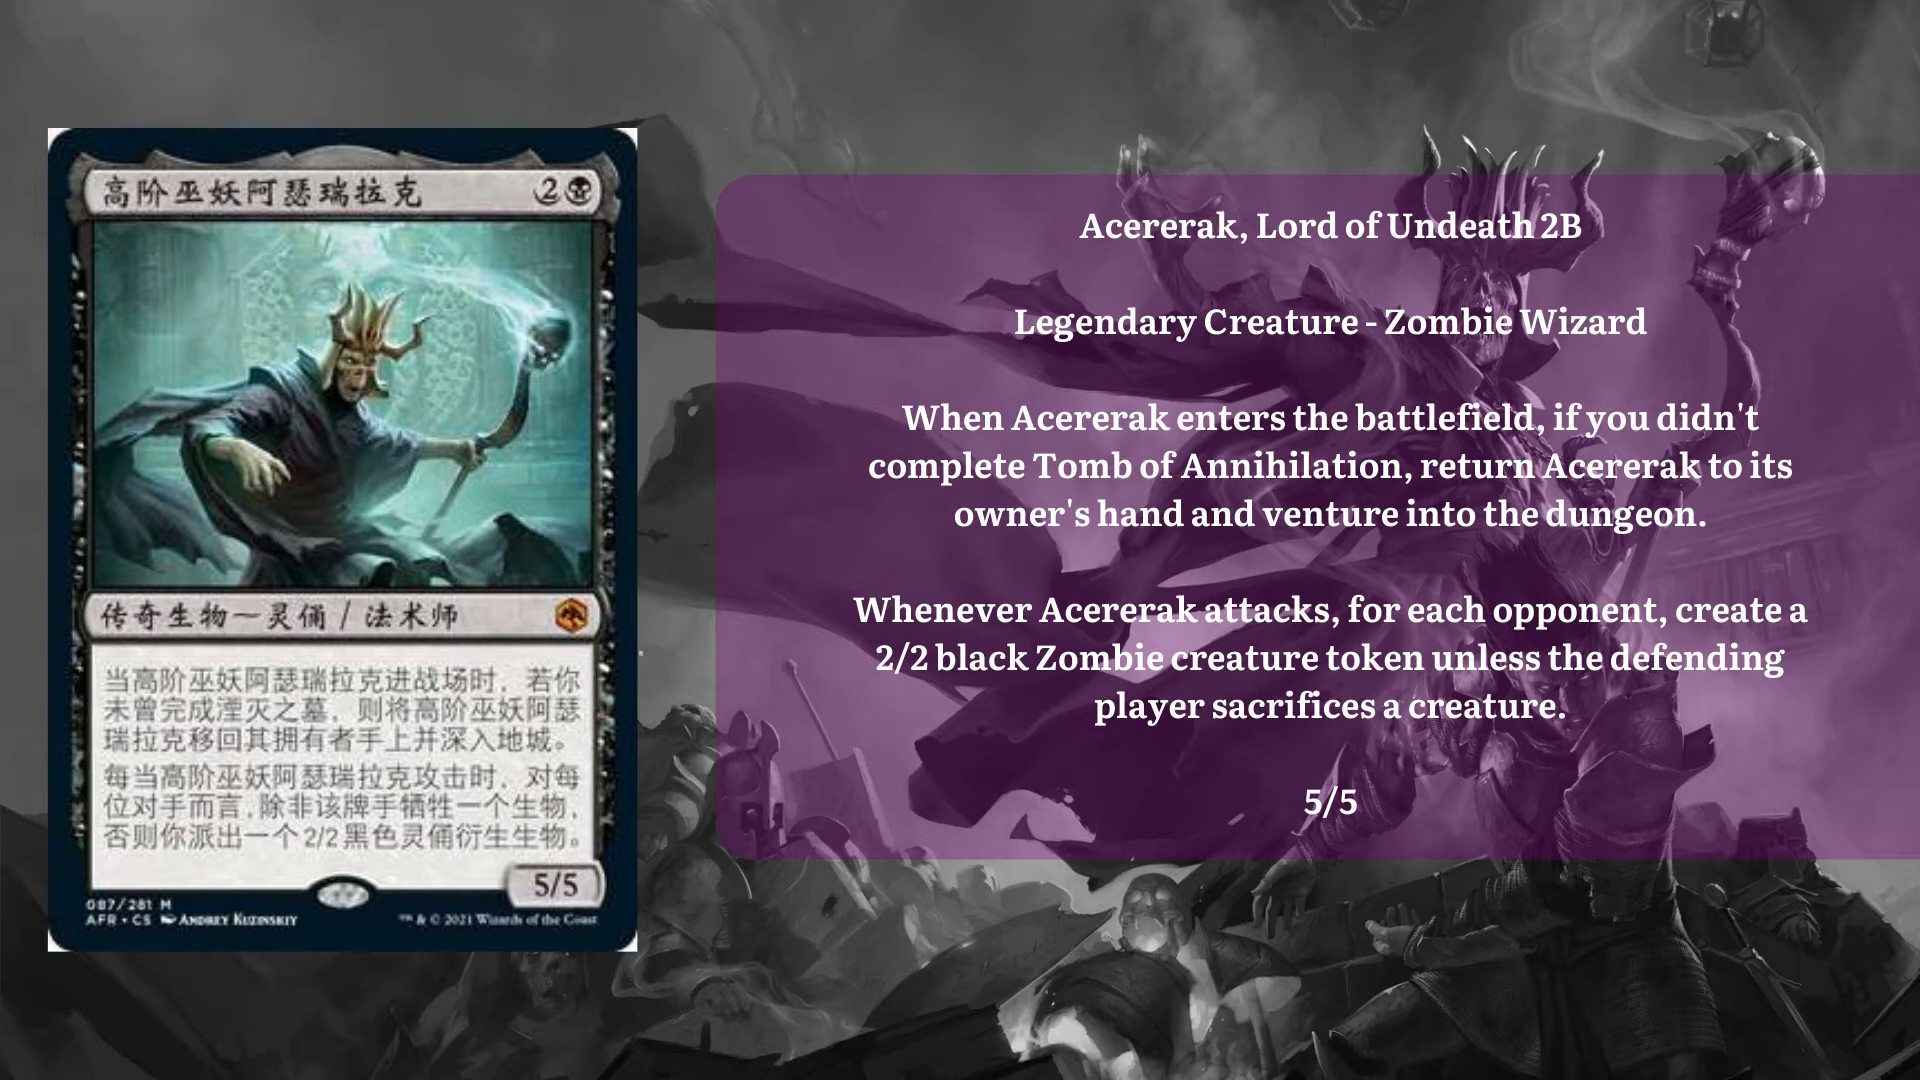 高阶巫妖阿瑟瑞拉克 2
传奇生物～灵俑 / 法术师
当高阶巫妖阿瑟瑞拉克进战场时，若你
未曾完成湮灭之墓，则将高阶巫妖阿瑟
瑞拉克移回其拥有者手上并深入地城。
每当高阶巫妖阿瑟瑞拉克攻击时，对每
位对手而言，除非该牌手牺牲一个生物，
否则你派出一个2/2黑色灵俑衍生生物。
5/5
087/281 M
AFR • CS ANDREY KUZINSKIY
™ & © 2021 Wizards of the Coast
Acererak, Lord of Undeath 2B
Legendary Creature - Zombie Wizard
When Acererak enters the battlefield, if you didn't
complete Tomb of Annihilation, return Acererak to its
owner's hand and venture into the dungeon.
Whenever Acererak attacks, for each opponent, create a
2/2 black Zombie creature token unless the defending
player sacrifices a creature.
5/5